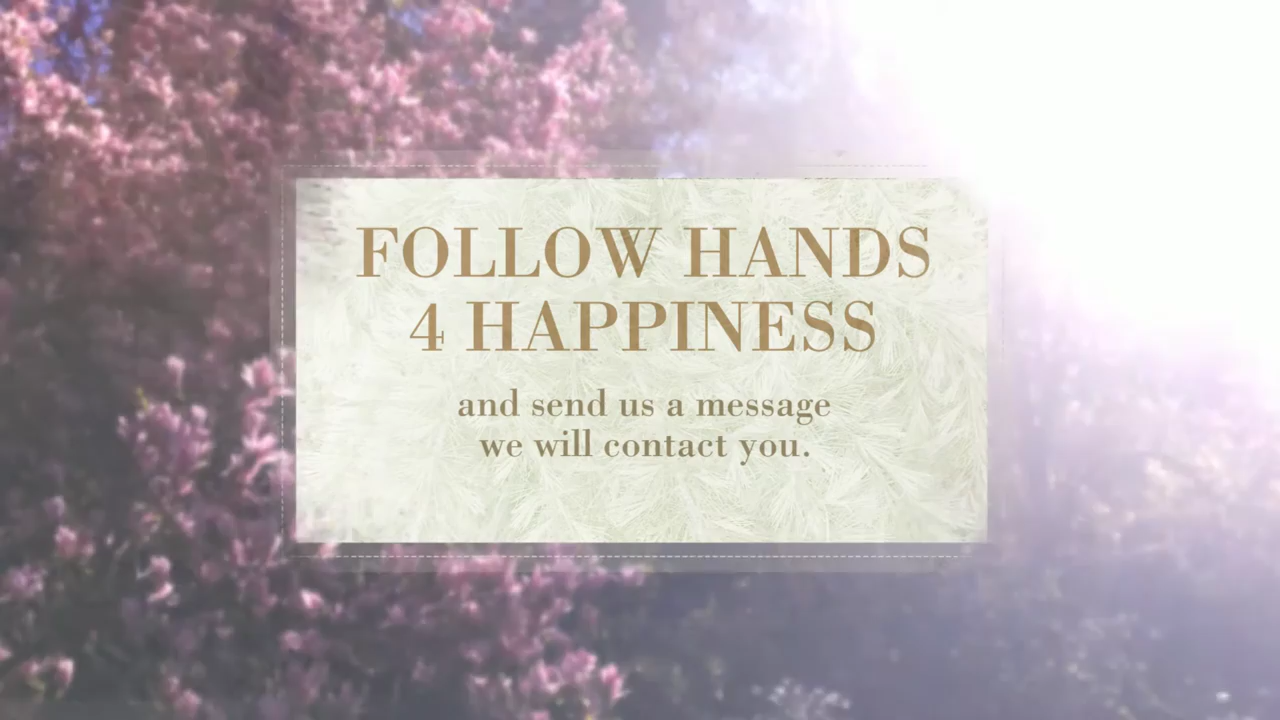 FOLLOW HANDS
4 HAPPINESS
and send us a message
we will contact you.